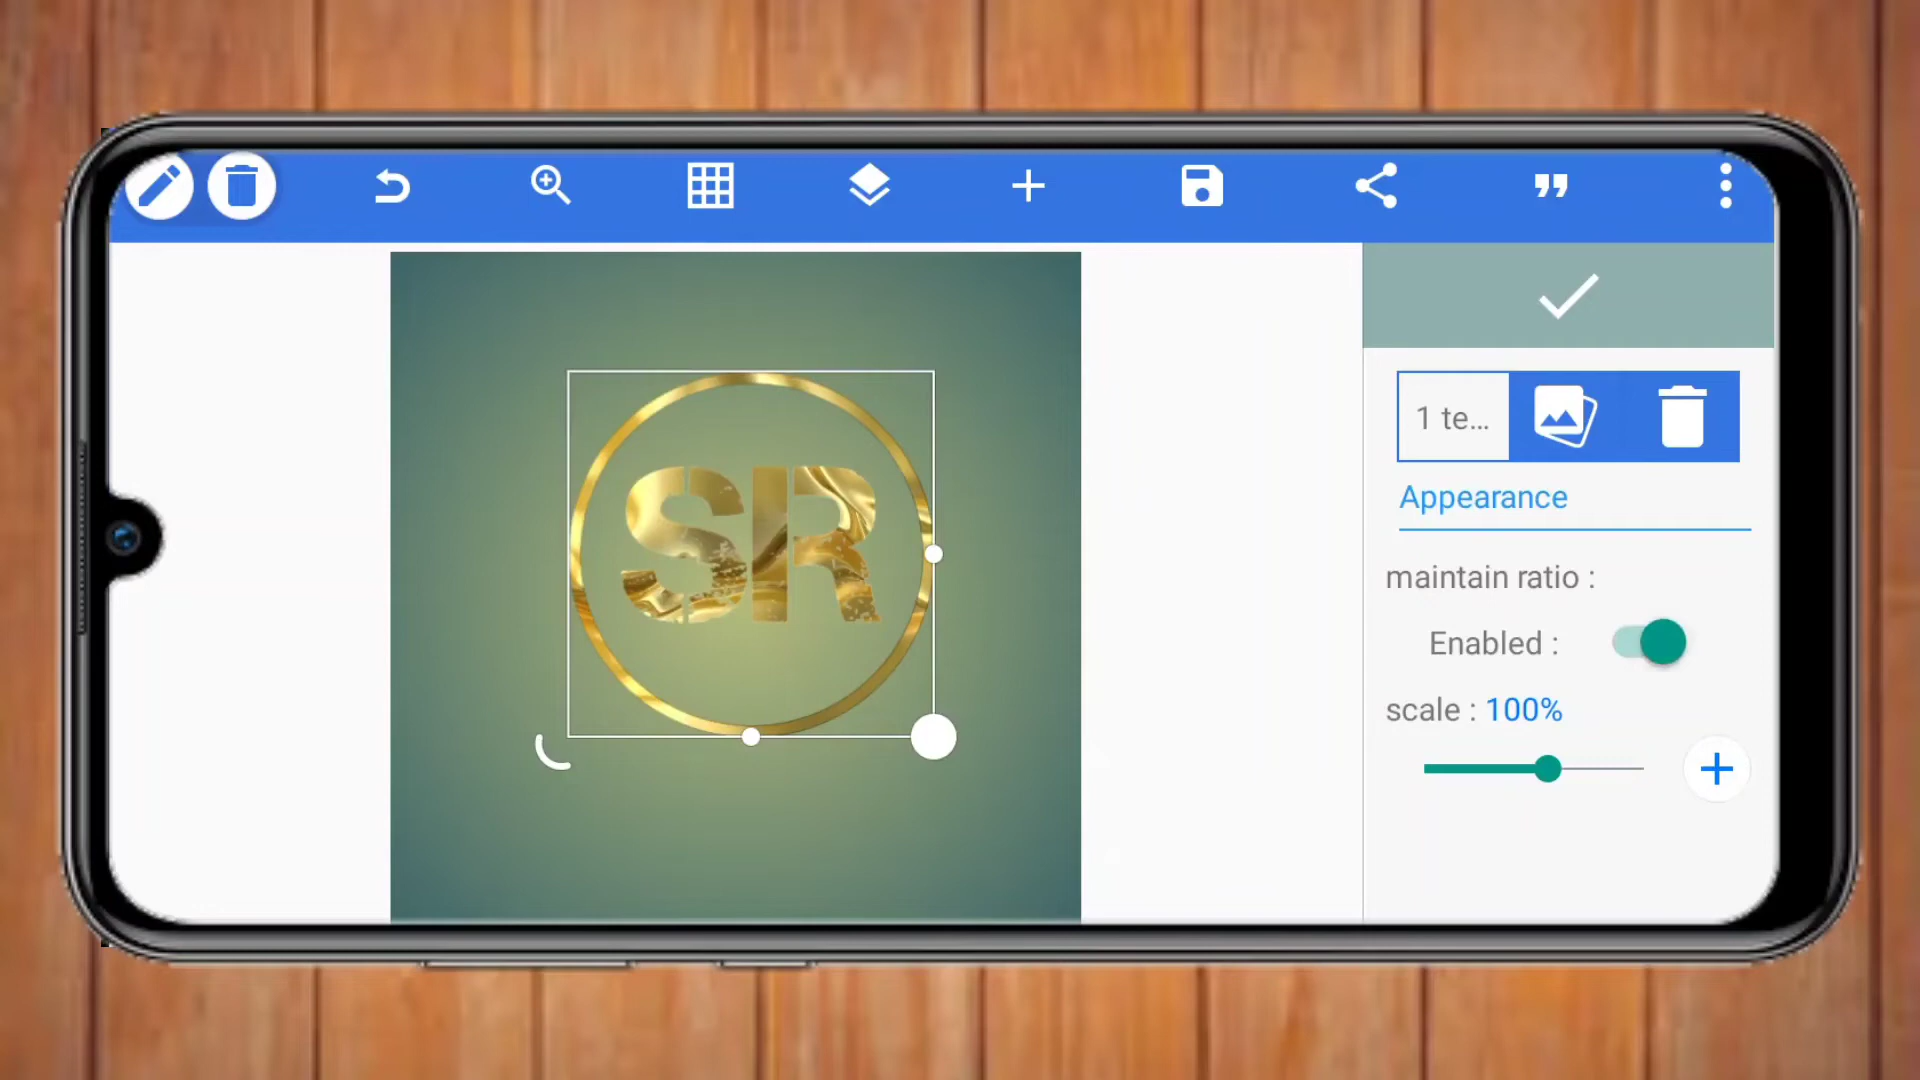 SR
1 te...
Appearance
maintain ratio :
Enabled :
scale : 100%